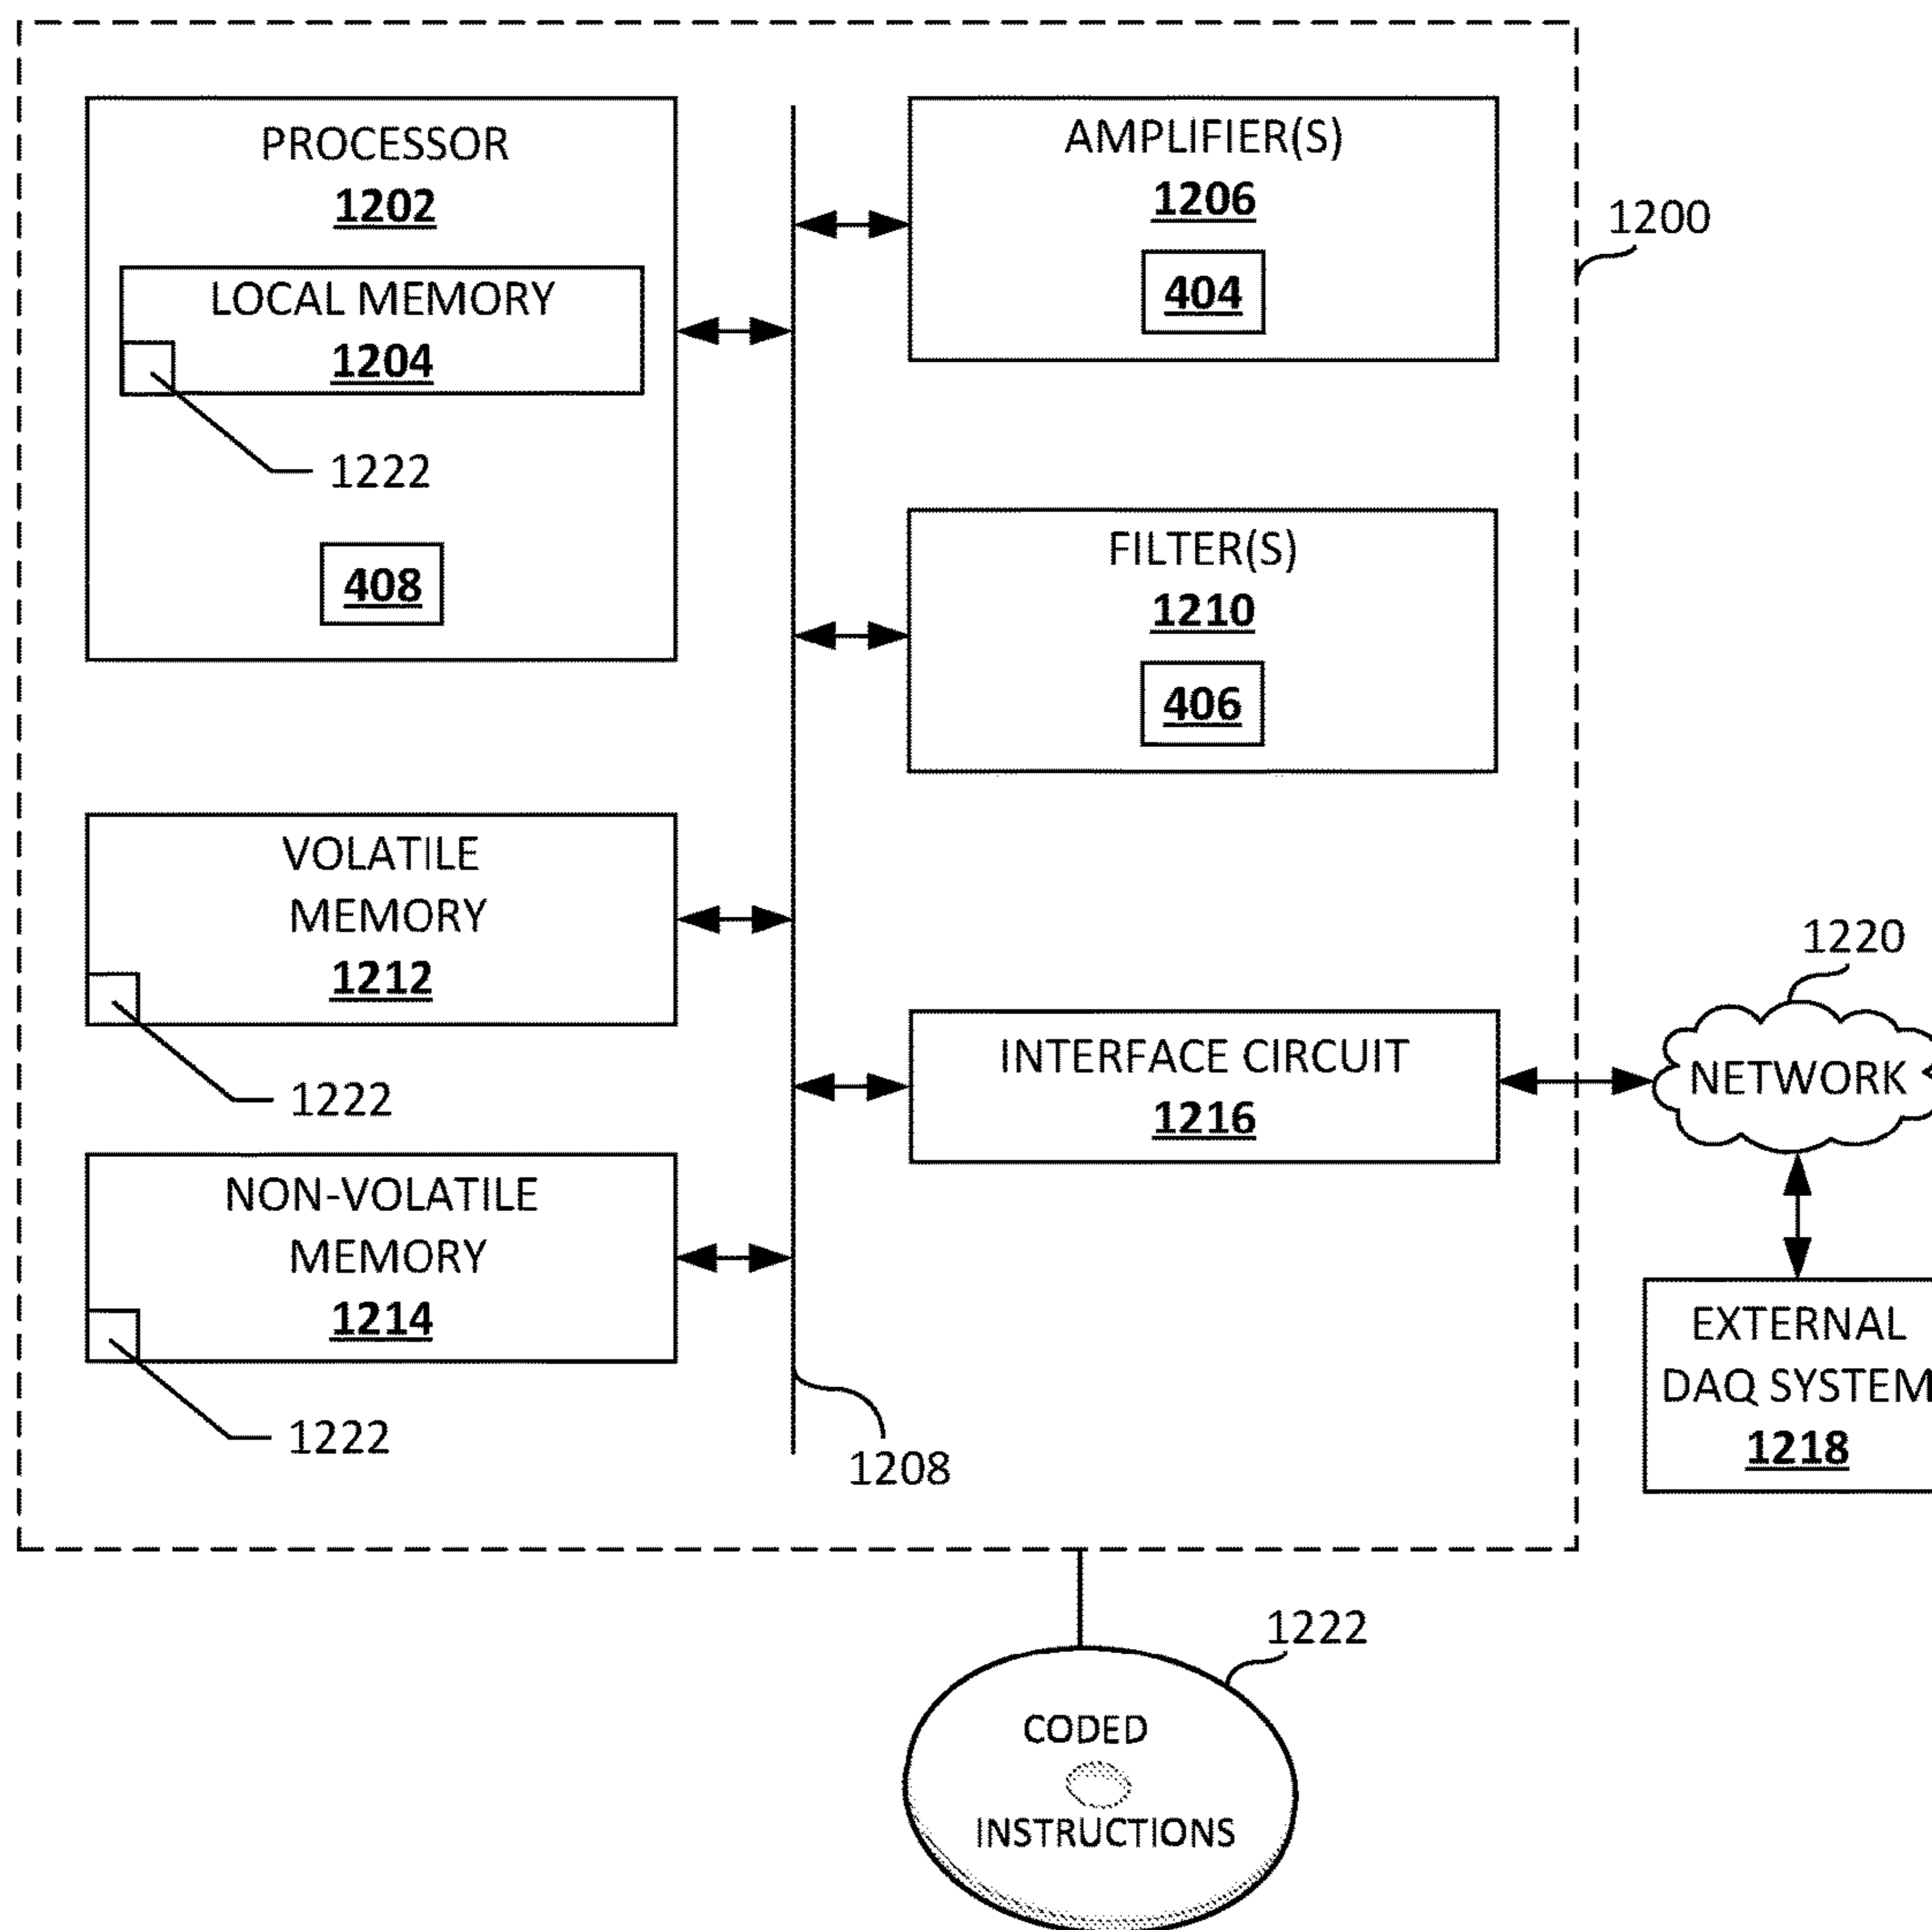 PROCESSOR
1202
LOCAL MEMORY
1204
1222
408
AMPLIFIER(S)
1206
404
1200
FILTER(S)
1210
406
VOLATILE
MEMORY
1212
1222
NON-VOLATILE
MEMORY
1214
1222
INTERFACE CIRCUIT
1216
1208
1220
NETWORK
EXTERNAL
DAQ SYSTEM
1218
1222
CODED
INSTRUCTIONS